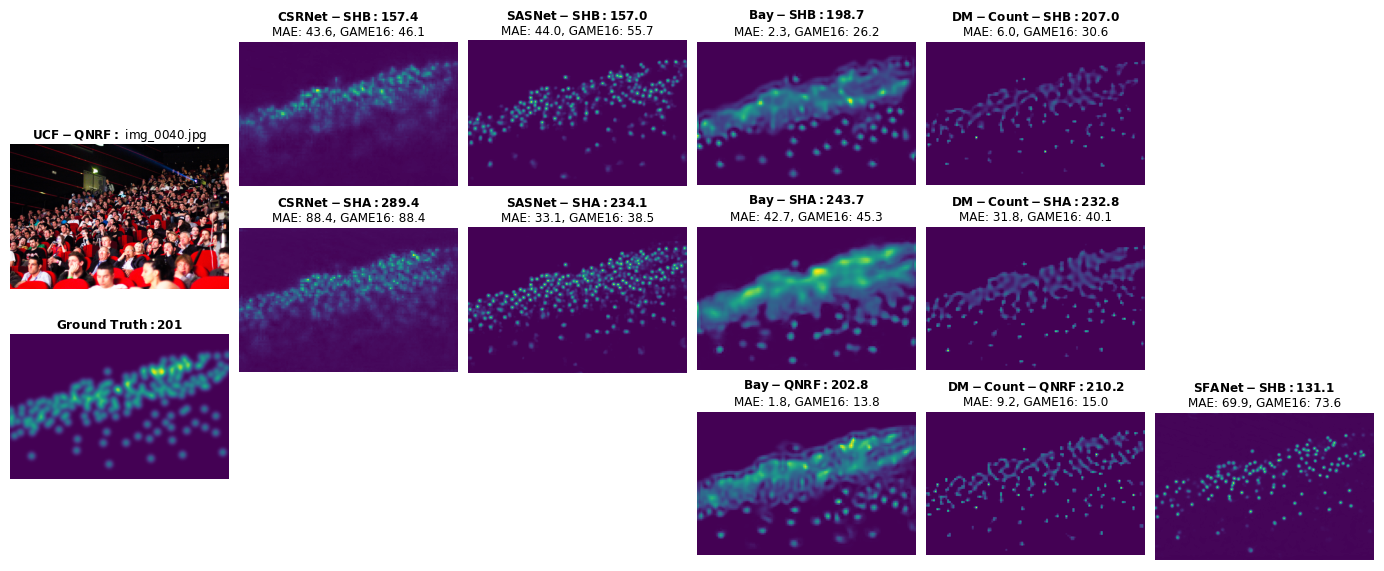 CSRNet − SHB : 157.4
MAE: 43.6, GAME16: 46.1
SASNet − SHB : 157.0
MAE: 44.0, GAME16: 55.7
Bay − SHB : 198.7
MAE: 2.3, GAME16: 26.2
DM − Count − SHB : 207.0
MAE: 6.0, GAME16: 30.6
UCF − QNRF : img_0040.jpg
CSRNet − SHA : 289.4
MAE: 88.4, GAME16: 88.4
SASNet − SHA : 234.1
MAE: 33.1, GAME16: 38.5
Bay − SHA : 243.7
MAE: 42.7, GAME16: 45.3
DM − Count − SHA : 232.8
MAE: 31.8, GAME16: 40.1
Ground Truth : 201
Bay − QNRF : 202.8
MAE: 1.8, GAME16: 13.8
DM − Count − QNRF : 210.2
MAE: 9.2, GAME16: 15.0
SFANet − SHB : 131.1
MAE: 69.9, GAME16: 73.6